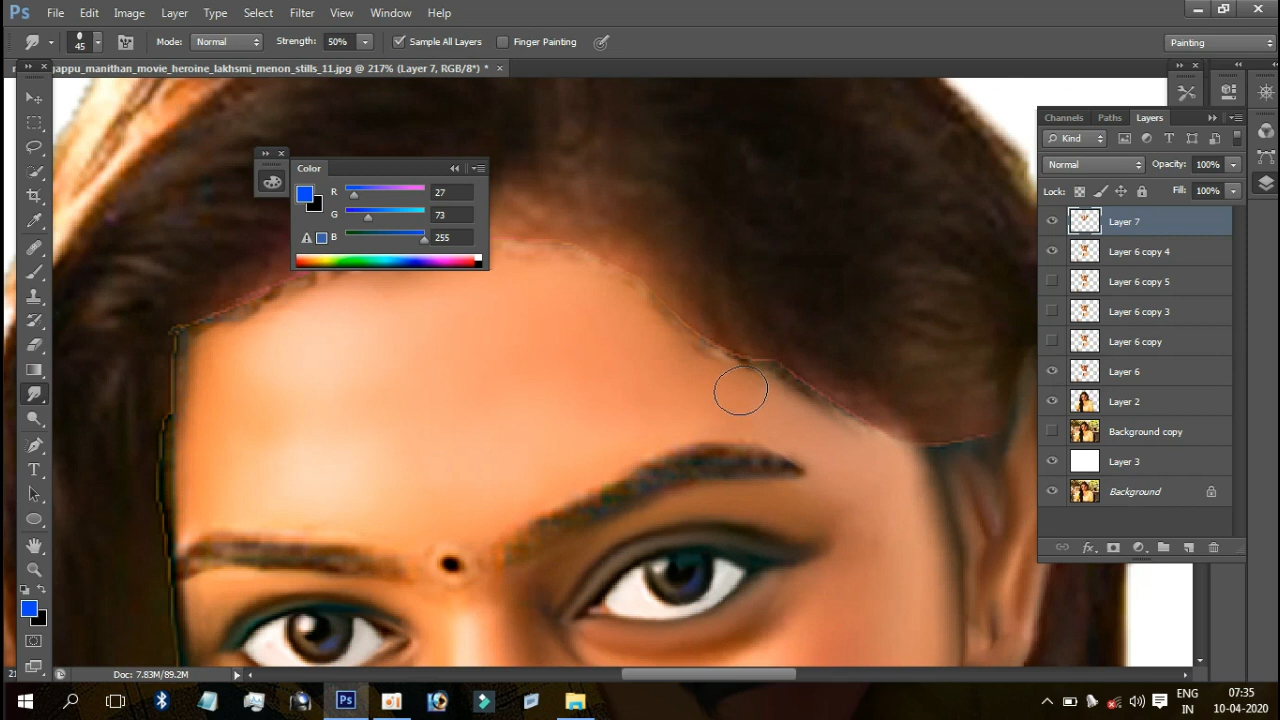 Ps File Edit Image Layer Type Select Filter View Window Help
45 Mode: Normal Strength: 50% Sample All Layers Finger Painting Painting
gappu_manithan_movie_heroine_lakhsmi_menon_stills_11.jpg @ 217% (Layer 7, RGB/8*) * ×
Color
R 27
G 73
B 255
Channels Paths Layers
Kind
Normal Opacity: 100%
Lock: Fill: 100%
Layer 7
Layer 6 copy 4
Layer 6 copy 5
Layer 6 copy 3
Layer 6 copy
Layer 6
Layer 2
Background copy
Layer 3
Background
fx
Doc: 7.83M/89.2M
Ps
ENG
IN
07:35
10-04-2020